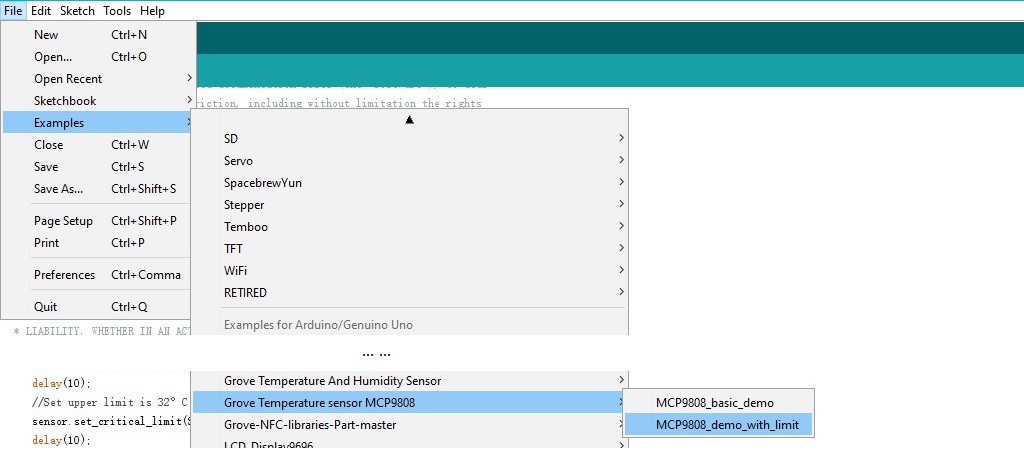 File Edit Sketch Tools Help
New Ctrl+N
Open... Ctrl+O
Open Recent
Sketchbook
Examples
Close Ctrl+W
Save Ctrl+S
Save As... Ctrl+Shift+S
Page Setup Ctrl+Shift+P
Print Ctrl+P
Preferences Ctrl+Comma
Quit Ctrl+Q
riction, including without limitation the rights
SD
Servo
SpacebrewYun
Stepper
Temboo
TFT
WiFi
RETIRED
Examples for Arduino/Genuino Uno
* LIABILITY, WHETHER IN AN ACT
... ...
delay(10);
//Set upper limit is 32° C
sensor.set_critical_limit(
delay(10);
Grove Temperature And Humidity Sensor
Grove Temperature sensor MCP9808
Grove-NFC-libraries-Part-master
LCD_Display9696
MCP9808_basic_demo
MCP9808_demo_with_limit